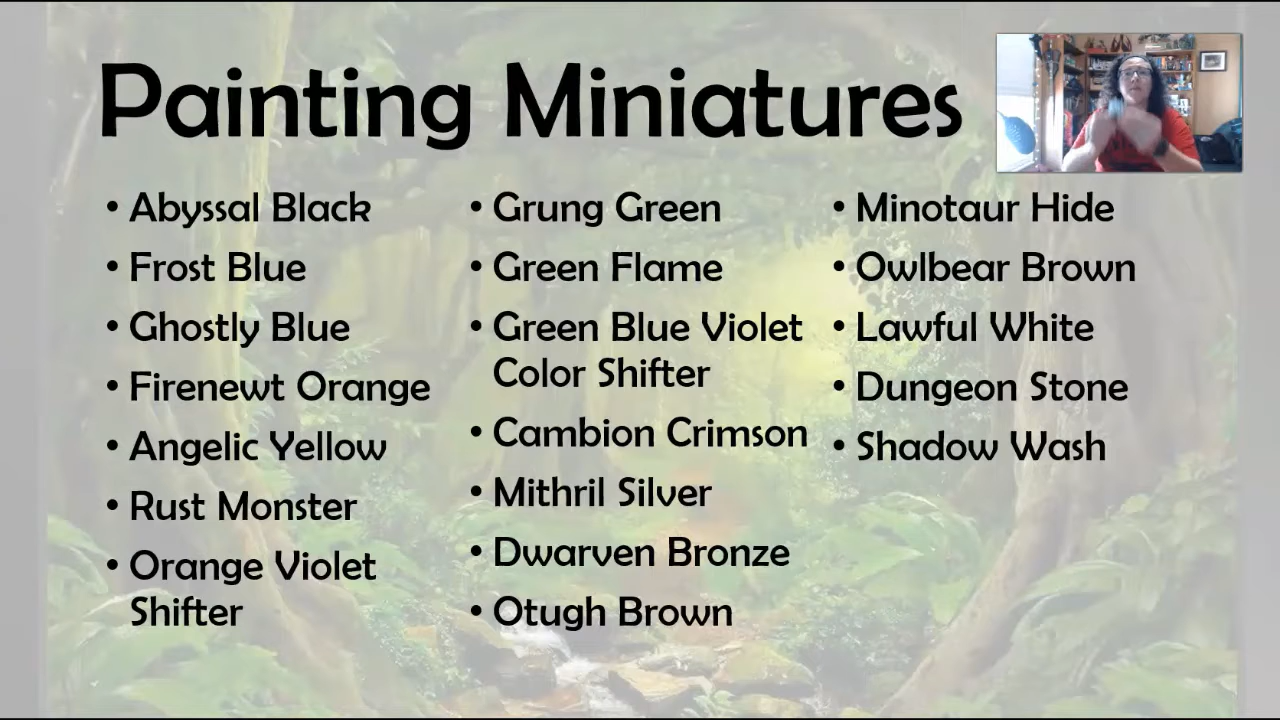 Painting Miniatures
• Abyssal Black
• Frost Blue
• Ghostly Blue
• Firenewt Orange
• Angelic Yellow
• Rust Monster
• Orange Violet
Shifter
• Grung Green
• Green Flame
• Green Blue Violet
Color Shifter
• Cambion Crimson
• Mithril Silver
• Dwarven Bronze
• Otugh Brown
• Minotaur Hide
• Owlbear Brown
• Lawful White
• Dungeon Stone
• Shadow Wash